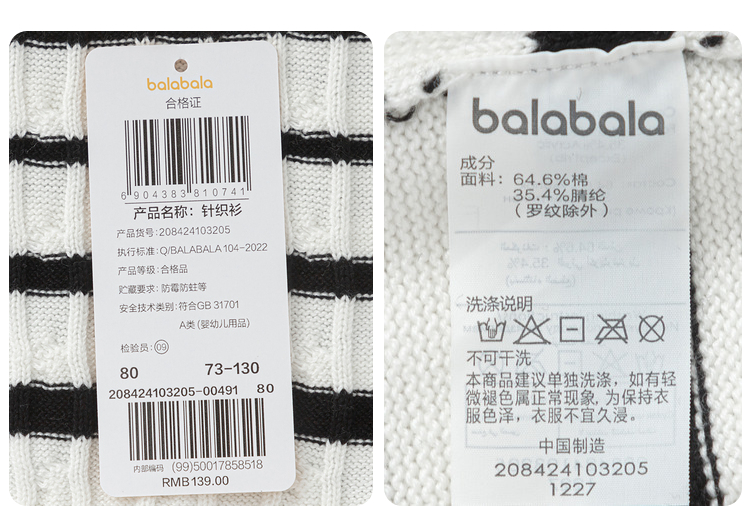 balabala
合格证
6 904383 810741
产品名称：针织衫
产品货号：208424103205
执行标准：Q/BALABALA 104-2022
产品等级：合格品
贮藏要求：防霉防蛀等
安全技术类别：符合GB 31701
A类 (婴幼儿用品)
检验员：09
80 73-130
208424103205-00491 80
内部编码 (99)50017858518
RMB139.00
balabala
成分
面料：64.6%棉
35.4%腈纶
（罗纹除外）
洗涤说明
不可干洗
本商品建议单独洗涤，如有轻
微褪色属正常现象，为保持衣
服色泽，衣服不宜久浸。
中国制造
208424103205
1227